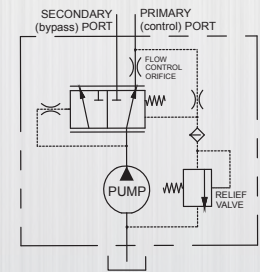 SECONDARY
(bypass) PORT
PRIMARY
(control) PORT
FLOW
CONTROL
ORIFICE
PUMP
RELIEF
VALVE